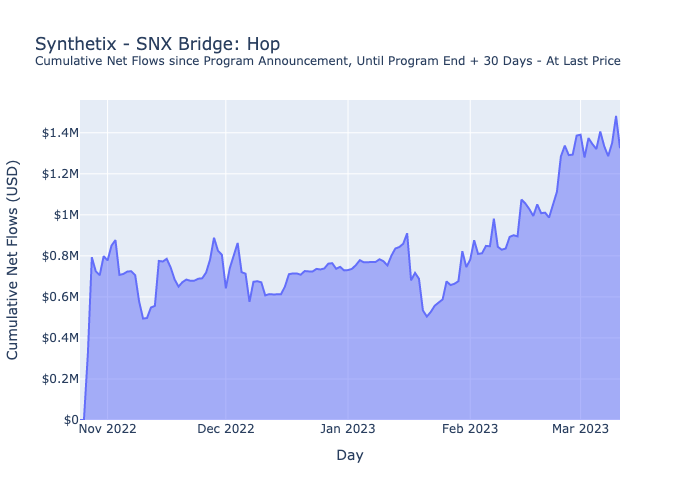 Synthetix - SNX Bridge: Hop
Cumulative Net Flows since Program Announcement, Until Program End + 30 Days - At Last Price
Cumulative Net Flows (USD)
$1.4M
$1.2M
$1M
$0.8M
$0.6M
$0.4M
$0.2M
$0
Nov 2022 Dec 2022 Jan 2023 Feb 2023 Mar 2023
Day